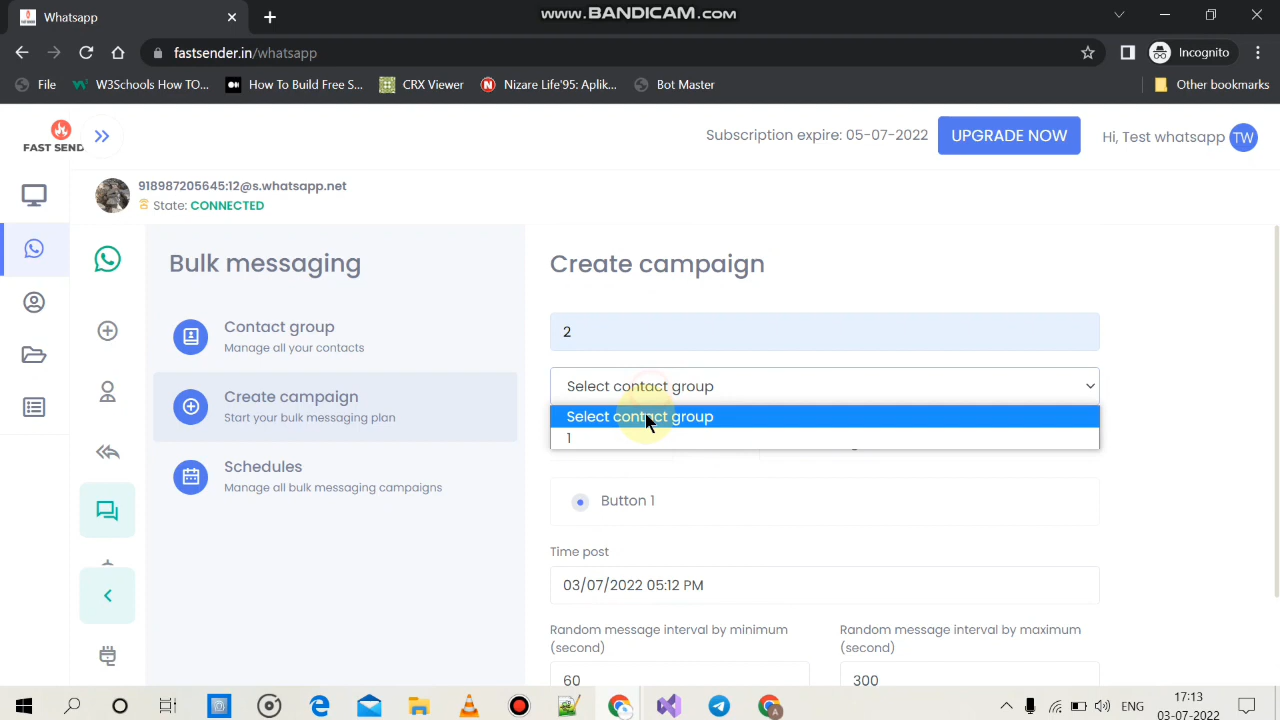 www.BANDICAM.com
Whatsapp
fastsender.in/whatsapp
Incognito
File
W3Schools How TO...
How To Build Free S...
CRX Viewer
Nizare Life'95: Aplik...
Bot Master
Other bookmarks
FAST SEND
Subscription expire: 05-07-2022
UPGRADE NOW
Hi, Test whatsapp
TW
918987205645:12@s.whatsapp.net
State: CONNECTED
Bulk messaging
Contact group
Manage all your contacts
Create campaign
Start your bulk messaging plan
Schedules
Manage all bulk messaging campaigns
Create campaign
2
Select contact group
Select contact group
1
Button 1
Time post
03/07/2022 05:12 PM
Random message interval by minimum
(second)
60
Random message interval by maximum
(second)
300
ENG
17:13
03-07-2022